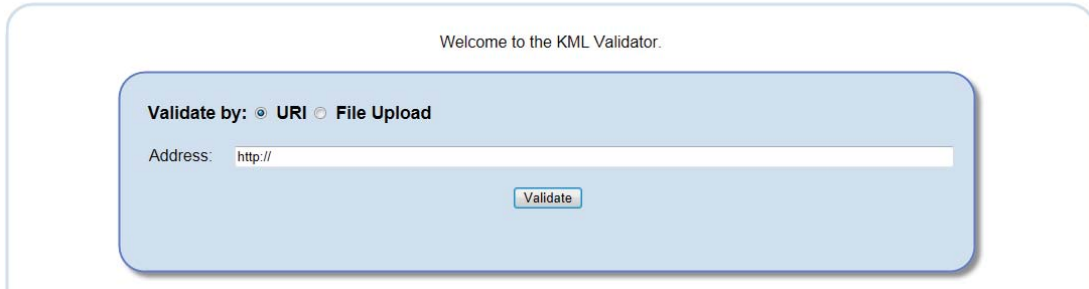 Welcome to the KML Validator.
Validate by: URI File Upload
Address: http://
Validate